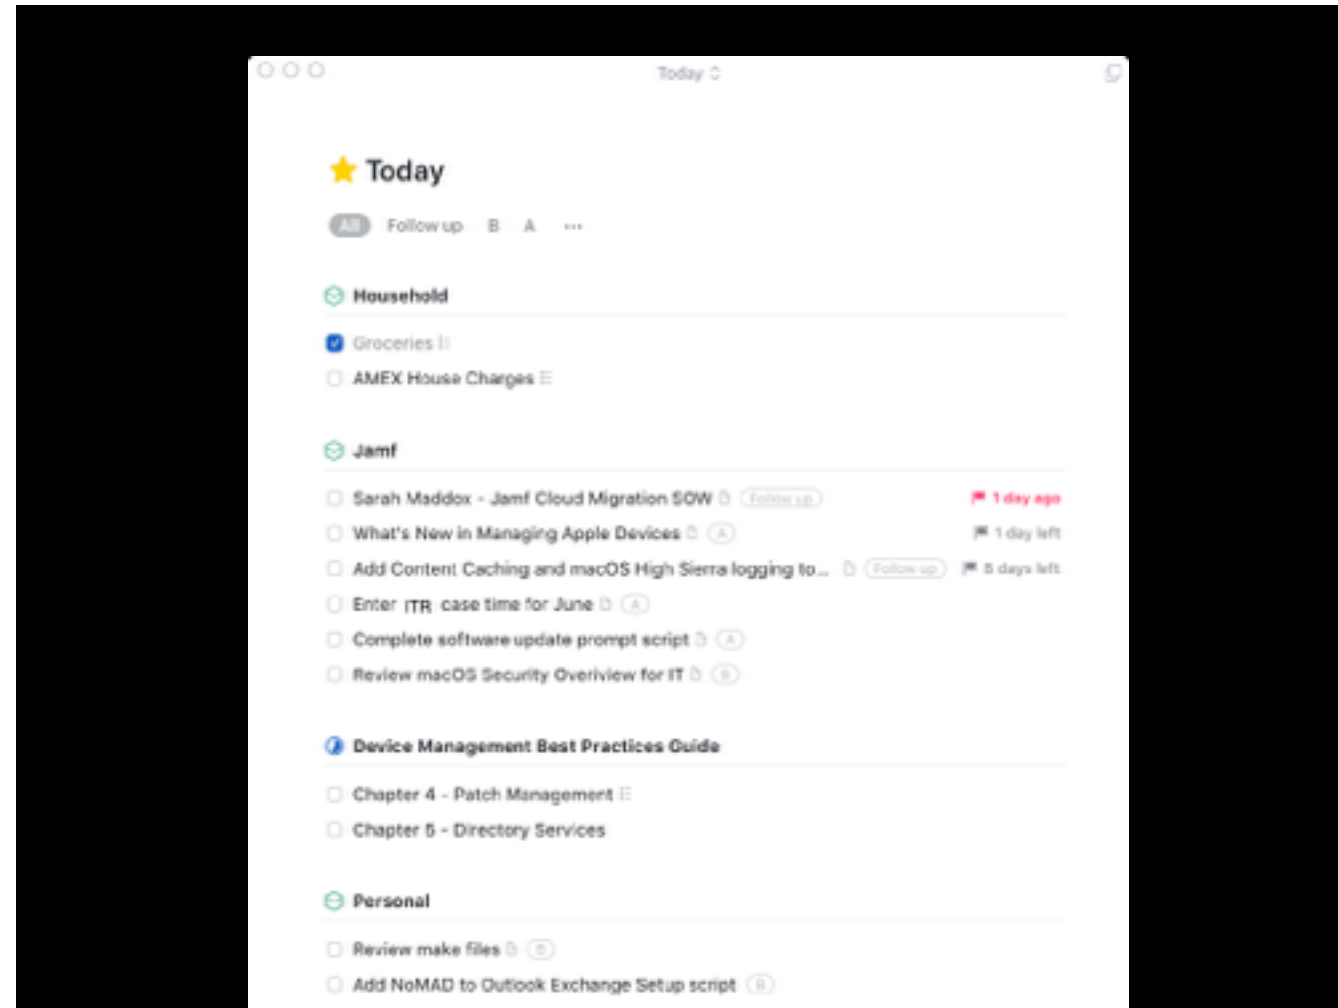 Today
Today
All Follow up B A ...
Household
Groceries
AMEX House Charges
Jamf
Sarah Maddox - Jamf Cloud Migration SOW Follow up 1 day ago
What's New in Managing Apple Devices A 1 day left
Add Content Caching and macOS High Sierra logging to... Follow up days left
Enter ITR case time for June A
Complete software update prompt script A
Review macOS Security Overiview for IT B
Device Management Best Practices Guide
Chapter 4 - Patch Management
Chapter 5 - Directory Services
Personal
Review make files B
Add NoMAD to Outlook Exchange Setup script B